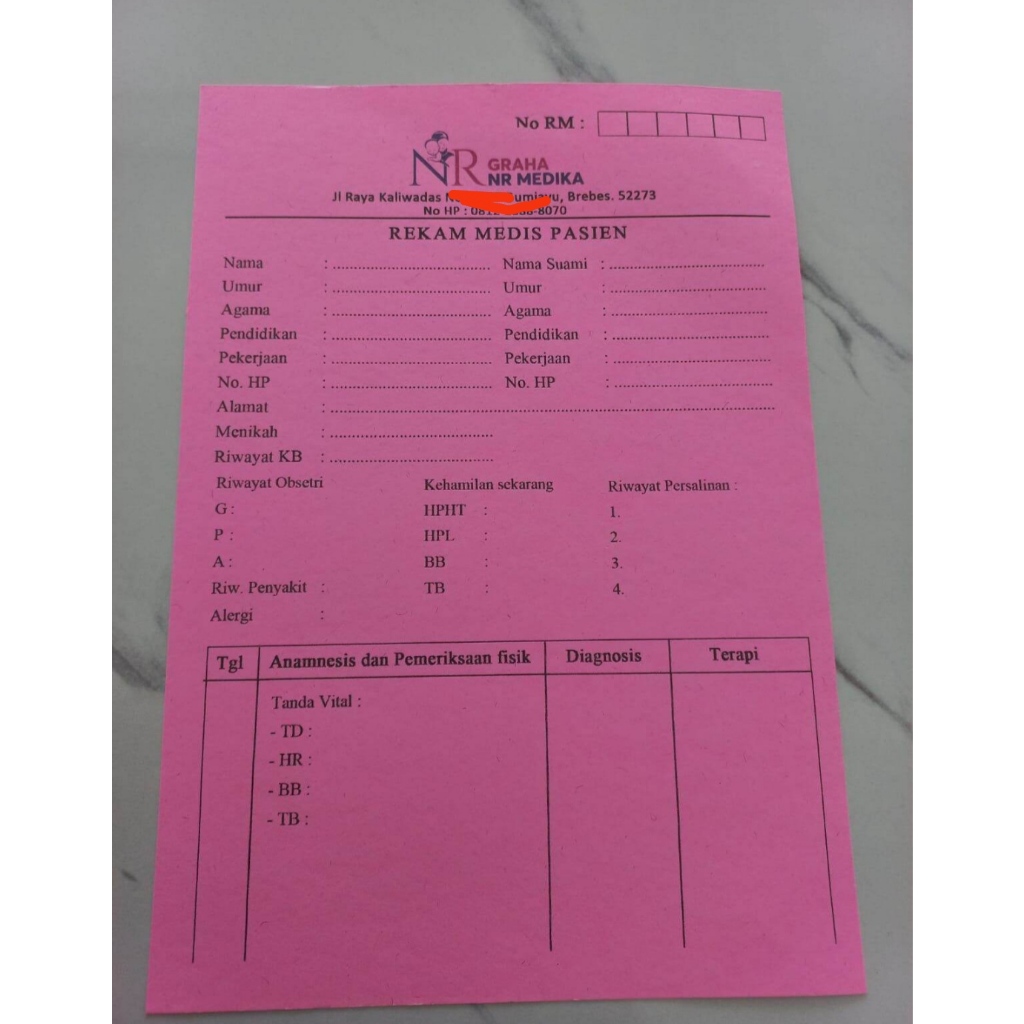 No RM :
NR GRAHA
NR MEDIKA
Jl Raya Kaliwadas Brebes. 52273
No HP :
REKAM MEDIS PASIEN
Nama : Nama Suami :
Umur : Umur :
Agama : Agama :
Pendidikan : Pendidikan :
Pekerjaan : Pekerjaan :
No. HP : No. HP :
Alamat :
Menikah :
Riwayat KB :
Riwayat Obsetri Kehamilan sekarang Riwayat Persalinan :
G : HPHT : 1.
P : HPL : 2.
A : BB : 3.
Riw. Penyakit : TB : 4.
Alergi :
Tgl Anamnesis dan Pemeriksaan fisik Diagnosis Terapi
Tanda Vital :
- TD :
- HR :
- BB :
- TB :